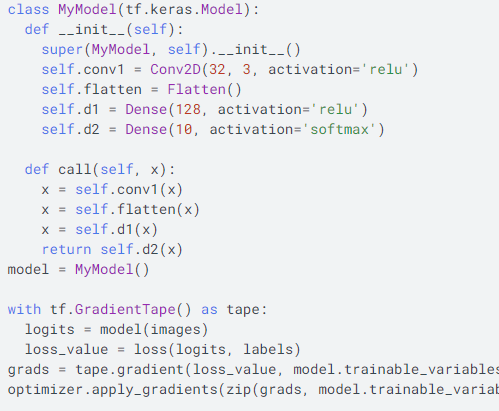 class MyModel(tf.keras.Model):
  def __init__(self):
    super(MyModel, self).__init__()
    self.conv1 = Conv2D(32, 3, activation='relu')
    self.flatten = Flatten()
    self.d1 = Dense(128, activation='relu')
    self.d2 = Dense(10, activation='softmax')

  def call(self, x):
    x = self.conv1(x)
    x = self.flatten(x)
    x = self.d1(x)
    return self.d2(x)
model = MyModel()

with tf.GradientTape() as tape:
  logits = model(images)
  loss_value = loss(logits, labels)
grads = tape.gradient(loss_value, model.trainable_variables
optimizer.apply_gradients(zip(grads, model.trainable_variab